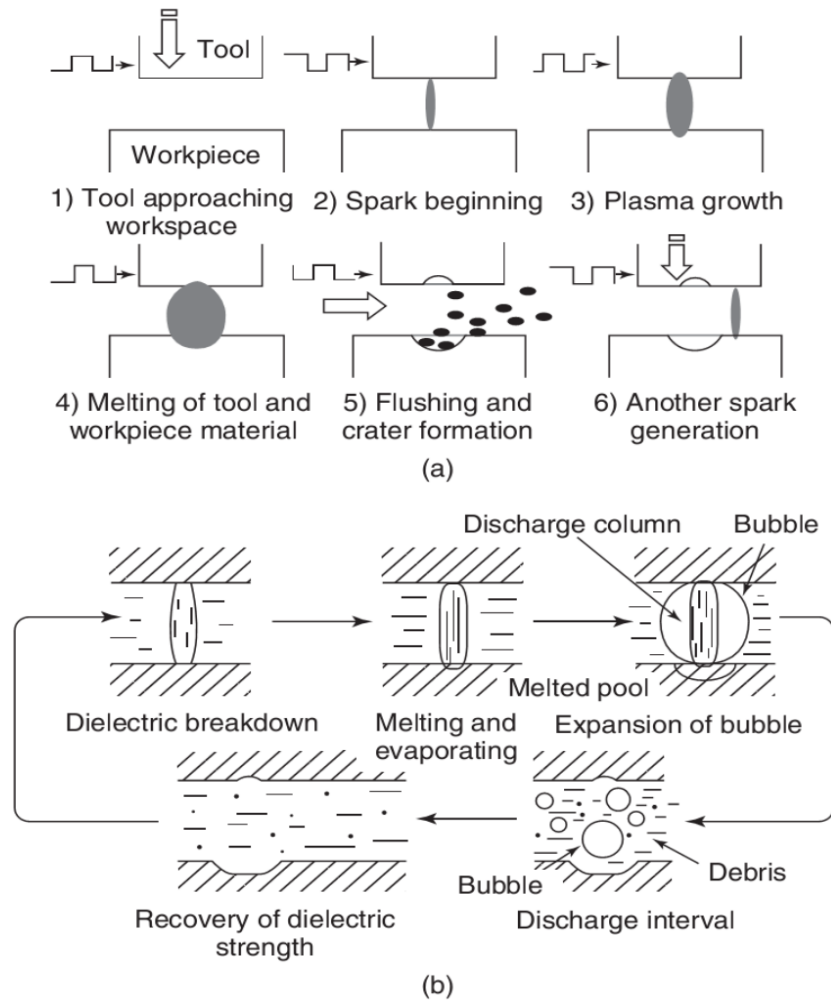 Tool
Workpiece
1) Tool approaching
workspace
2) Spark beginning
3) Plasma growth
4) Melting of tool and
workpiece material
5) Flushing and
crater formation
6) Another spark
generation
(a)
Discharge column
Bubble
Dielectric breakdown
Melting and
evaporating
Melted pool
Expansion of bubble
Recovery of dielectric
strength
Bubble
Debris
Discharge interval
(b)